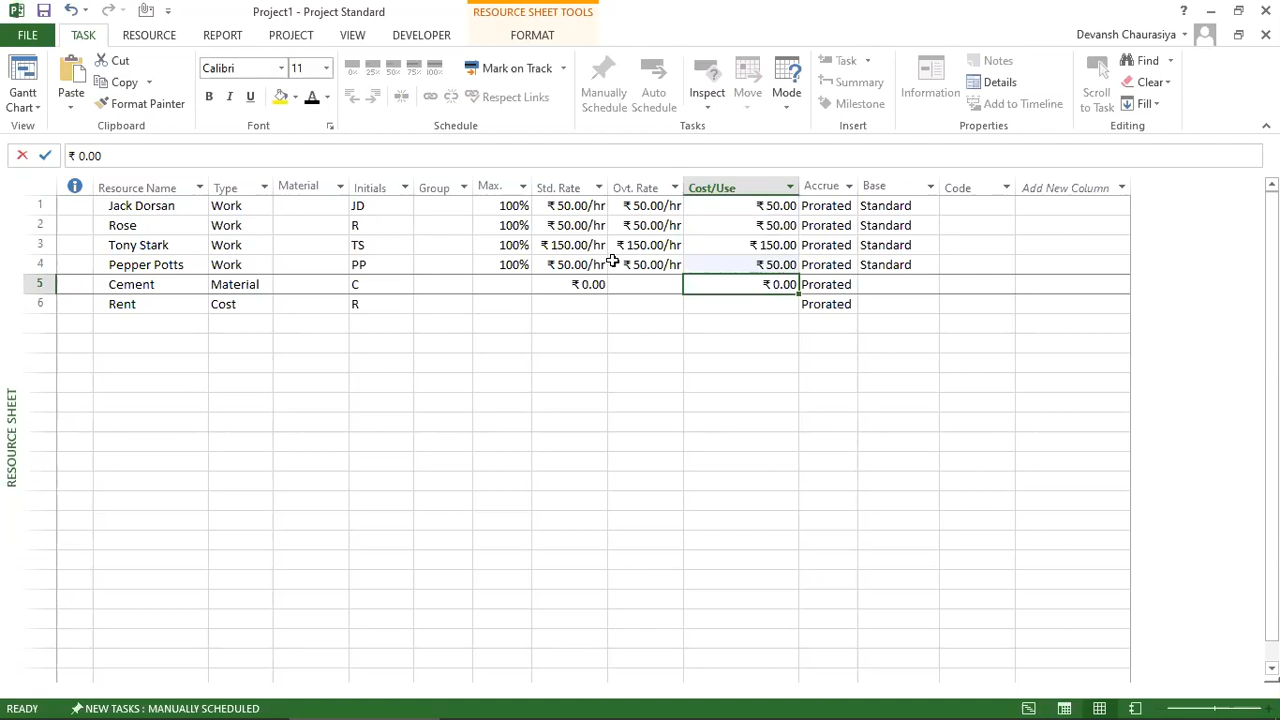 Project1 - Project Standard
RESOURCE SHEET TOOLS
FILE TASK RESOURCE REPORT PROJECT VIEW DEVELOPER FORMAT Devansh Chaurasiya
Gantt Chart
View
Paste
Cut
Copy
Format Painter
Clipboard
Calibri 11
B I U A
Font
0% 25% 50% 75% 100%
Mark on Track
Respect Links
Schedule
Manually Schedule
Auto Schedule
Inspect
Move
Mode
Tasks
Task
Summary
Milestone
Insert
Information
Notes
Details
Add to Timeline
Properties
Scroll to Task
Find
Clear
Fill
Editing
₹ 0.00
Resource Name Type Material Initials Group Max. Std. Rate Ovt. Rate Cost/Use Accrue Base Code Add New Column
1 Jack Dorsan Work JD 100% ₹ 50.00/hr ₹ 50.00/hr ₹ 50.00 Prorated Standard
2 Rose Work R 100% ₹ 50.00/hr ₹ 50.00/hr ₹ 50.00 Prorated Standard
3 Tony Stark Work TS 100% ₹ 150.00/hr ₹ 150.00/hr ₹ 150.00 Prorated Standard
4 Pepper Potts Work PP 100% ₹ 50.00/hr ₹ 50.00/hr ₹ 50.00 Prorated Standard
5 Cement Material C ₹ 0.00 ₹ 0.00 Prorated
6 Rent Cost R Prorated
RESOURCE SHEET
READY NEW TASKS : MANUALLY SCHEDULED